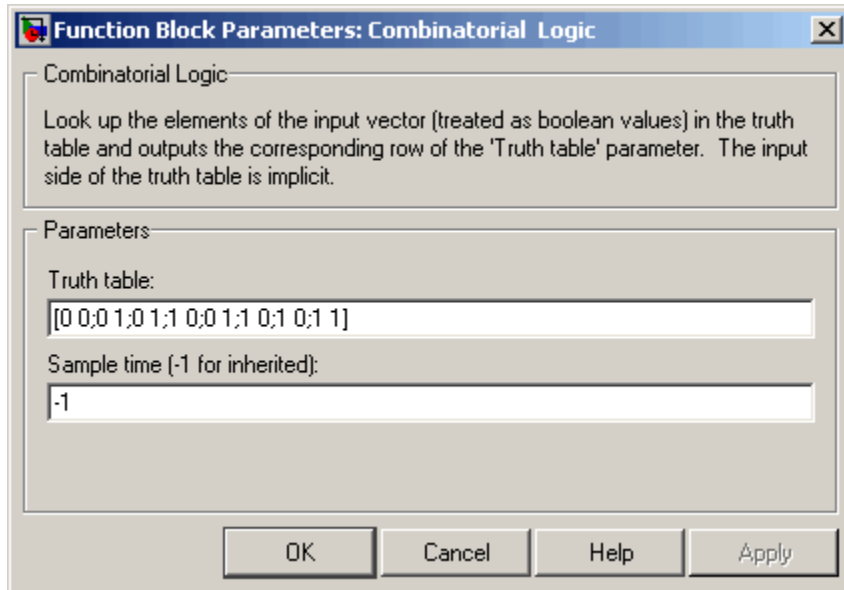 Function Block Parameters: Combinatorial Logic
Combinatorial Logic
Look up the elements of the input vector (treated as boolean values) in the truth
table and outputs the corresponding row of the 'Truth table' parameter. The input
side of the truth table is implicit.
Parameters
Truth table:
[0 0;0 1;0 1;1 0;0 1;1 0;1 0;1 1]
Sample time (-1 for inherited):
-1
OK Cancel Help Apply